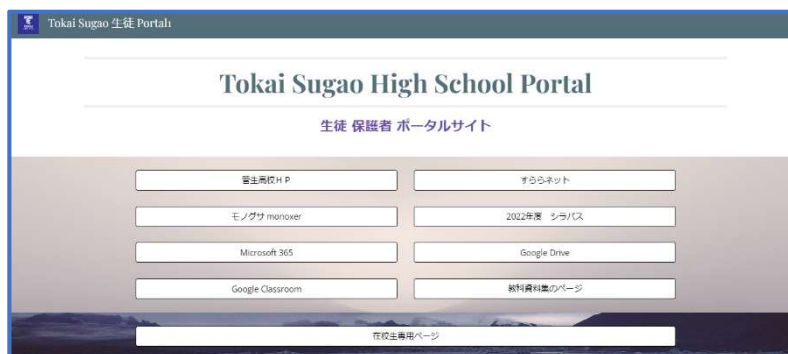 Tokai Sugao 生徒 Portal1
Tokai Sugao High School Portal
生徒 保護者 ポータルサイト
菅生高校HP
すららネット
モノグサ monoxer
2022年度 シラバス
Microsoft 365
Google Drive
Google Classroom
教科資料集のページ
在校生専用ページ